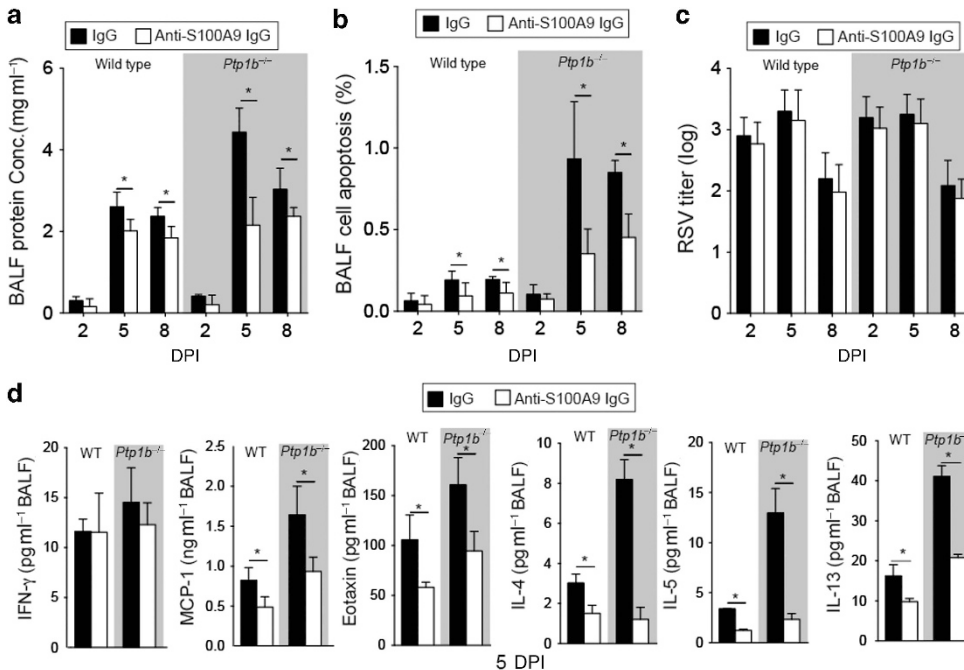 a
IgG Anti-S100A9 IgG
Wild type Ptp1b–/–
BALF protein Conc.(mg ml–1)
6
4
2
0
* * * *
2 5 8 2 5 8
DPI
b
IgG Anti-S100A9 IgG
Wild type Ptp1b–/–
BALF cell apoptosis (%)
1.5
1.0
0.5
0.0
* * * *
2 5 8 2 5 8
DPI
c
IgG Anti-S100A9 IgG
Wild type Ptp1b–/–
RSV titer (log)
4
3
2
1
0
2 5 8 2 5 8
DPI
d
IgG Anti-S100A9 IgG
WT Ptp1b–/–
IFN-γ (pg ml–1 BALF)
20
15
10
5
0
WT Ptp1b–/–
MCP-1 (ng ml–1 BALF)
2.0
1.5
1.0
0.5
0.0
* *
WT Ptp1b–/
Eotaxin (pg ml–1 BALF)
200
150
100
50
0
* *
WT Ptp1b–/–
IL-4 (pg ml–1 BALF)
10
8
6
4
2
0
* *
WT Ptp1b–/–
IL-5 (pg ml–1 BALF)
20
15
10
5
0
* *
WT Ptp1b–/
IL-13 (pg ml–1 BALF)
50
40
30
20
10
0
* *
5 DPI